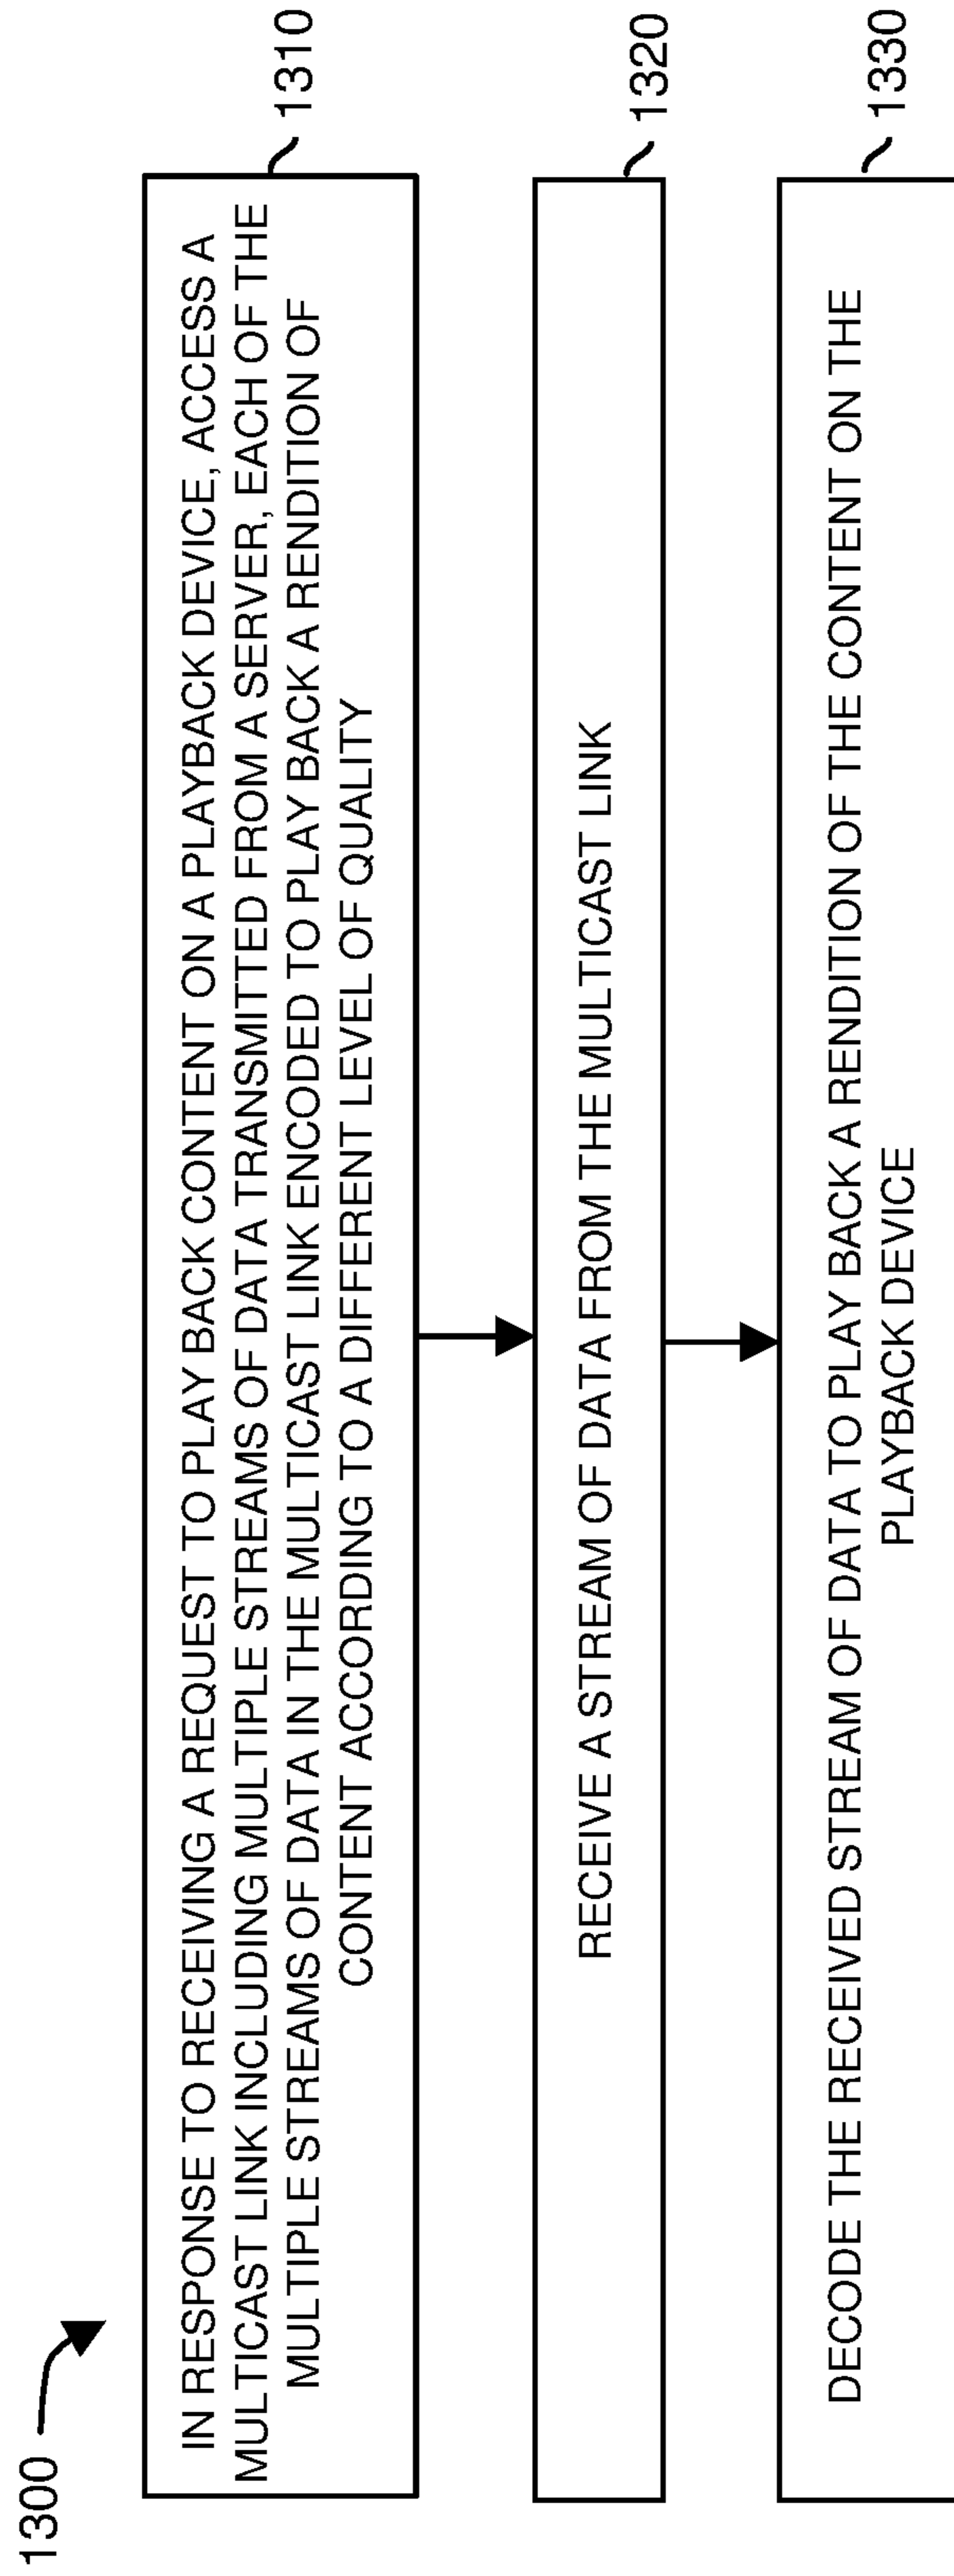 1300
IN RESPONSE TO RECEIVING A REQUEST TO PLAY BACK CONTENT ON A PLAYBACK DEVICE, ACCESS A
MULTICAST LINK INCLUDING MULTIPLE STREAMS OF DATA TRANSMITTED FROM A SERVER, EACH OF THE
MULTIPLE STREAMS OF DATA IN THE MULTICAST LINK ENCODED TO PLAY BACK A RENDITION OF
CONTENT ACCORDING TO A DIFFERENT LEVEL OF QUALITY
1310
RECEIVE A STREAM OF DATA FROM THE MULTICAST LINK
1320
DECODE THE RECEIVED STREAM OF DATA TO PLAY BACK A RENDITION OF THE CONTENT ON THE
PLAYBACK DEVICE
1330